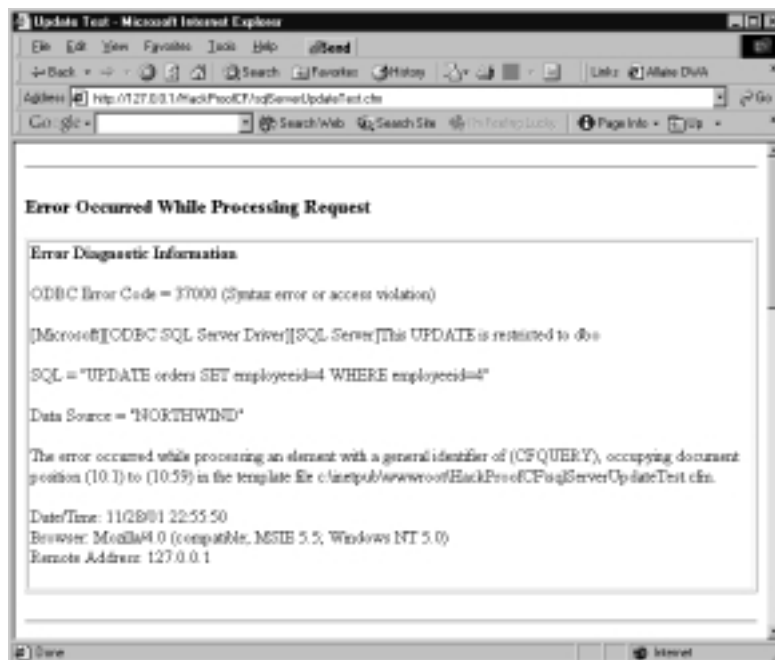 Update Test - Microsoft Internet Explorer
File Edit View Favorites Tools Help Send
Back Search Favorites History Links Allaire DWA
Address http://127.0.0.1/HackProofCF/sqlServerUpdateTest.cfm Go
Google Search Web Search Site I'm Feeling Lucky Page Info Up
Error Occurred While Processing Request
Error Diagnostic Information
ODBC Error Code = 37000 (Syntax error or access violation)
[Microsoft][ODBC SQL Server Driver][SQL Server]This UPDATE is restricted to dbo
SQL = "UPDATE orders SET employeeid=4 WHERE employeeid=4"
Data Source = "NORTHWIND"
The error occurred while processing an element with a general identifier of (CFQUERY), occupying document
position (10:1) to (10:59) in the template file c:\inetpub\wwwroot\HackProofCF\sqlServerUpdateTest.cfm.
Date/Time: 11/28/01 22:55:50
Browser: Mozilla/4.0 (compatible; MSIE 5.5; Windows NT 5.0)
Remote Address: 127.0.0.1
Done Internet